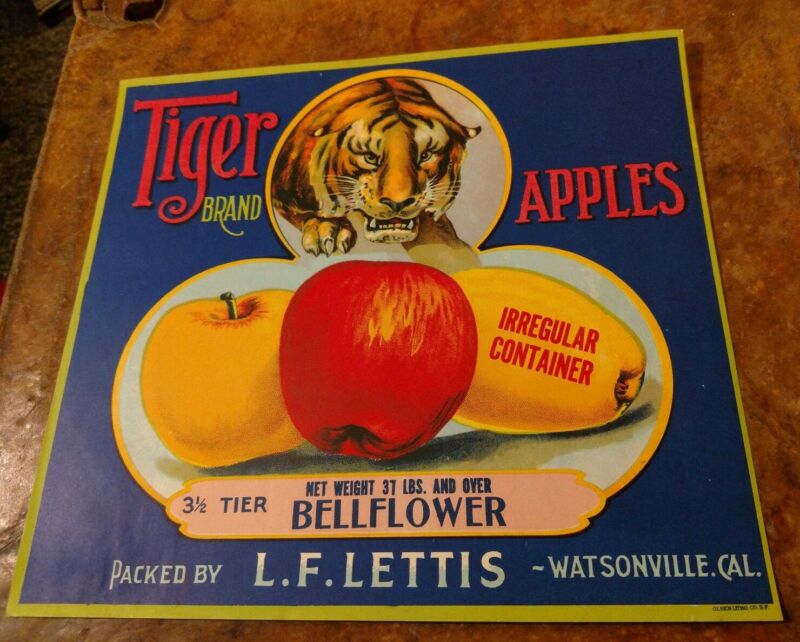 Tiger
BRAND
APPLES
IRREGULAR
CONTAINER
3½ TIER
NET WEIGHT 37 LBS. AND OVER
BELLFLOWER
PACKED BY L.F. LETTIS ~ WATSONVILLE. CAL.